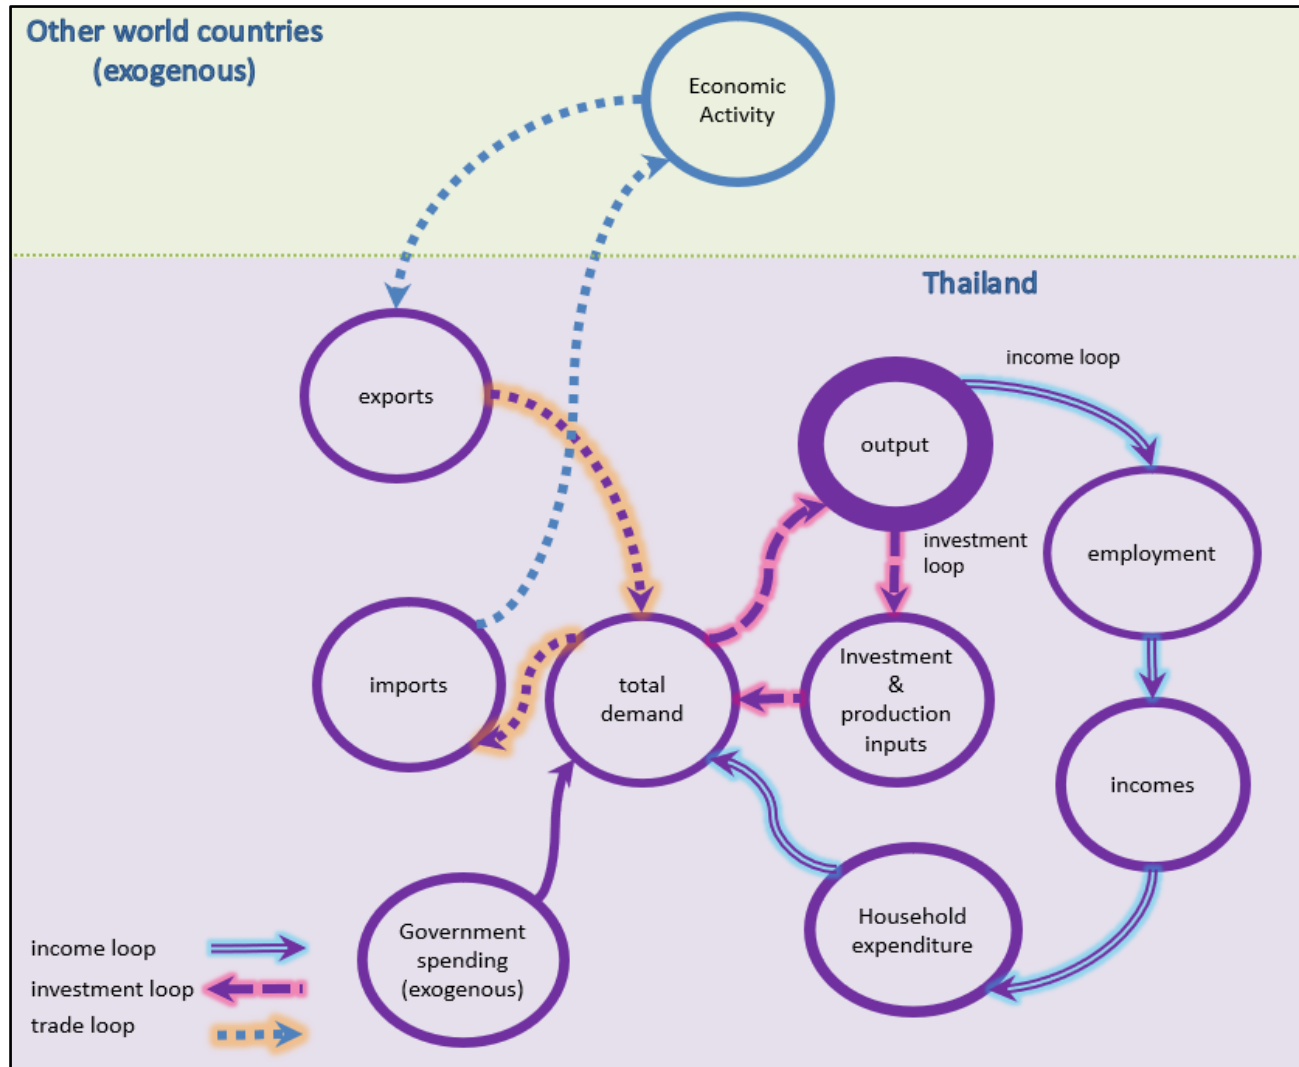 Other world countries
(exogenous)
Economic
Activity
Thailand
exports
income loop
output
investment
loop
employment
imports
total
demand
Investment
&
production
inputs
incomes
Government
spending
(exogenous)
Household
expenditure
income loop
investment loop
trade loop